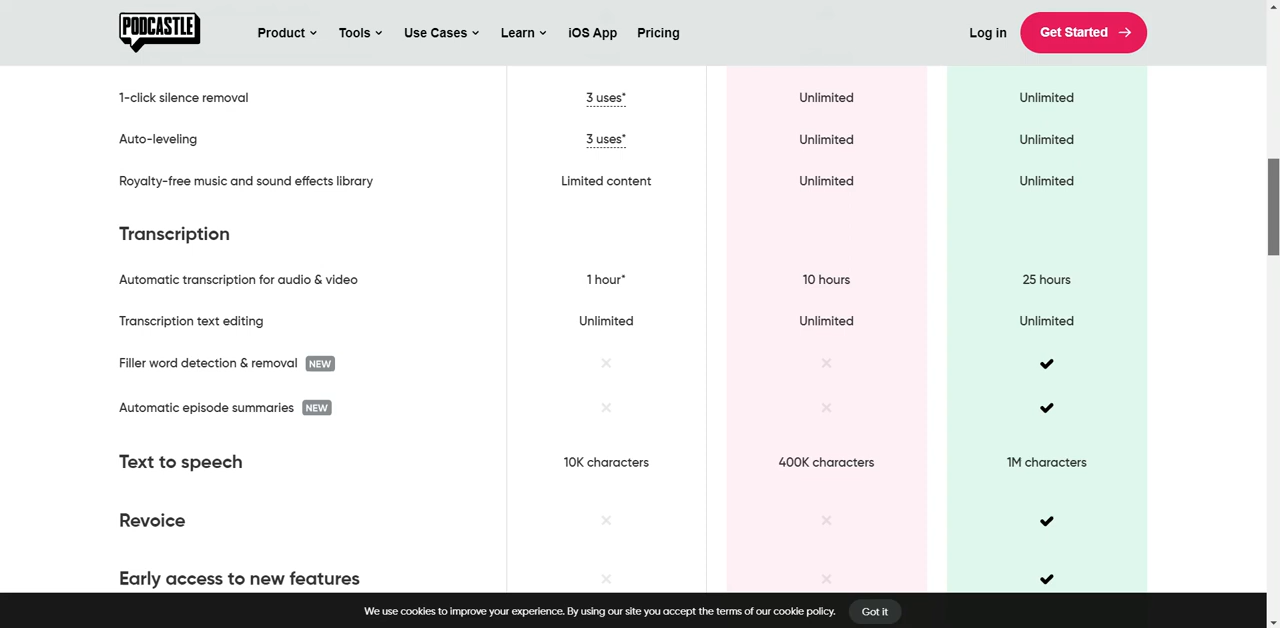 PODCASTLE Product Tools Use Cases Learn iOS App Pricing Log in Get Started
1-click silence removal 3 uses* Unlimited Unlimited
Auto-leveling 3 uses* Unlimited Unlimited
Royalty-free music and sound effects library Limited content Unlimited Unlimited
Transcription
Automatic transcription for audio & video 1 hour* 10 hours 25 hours
Transcription text editing Unlimited Unlimited Unlimited
Filler word detection & removal NEW
Automatic episode summaries NEW
Text to speech 10K characters 400K characters 1M characters
Revoice
Early access to new features
We use cookies to improve your experience. By using our site you accept the terms of our cookie policy. Got it